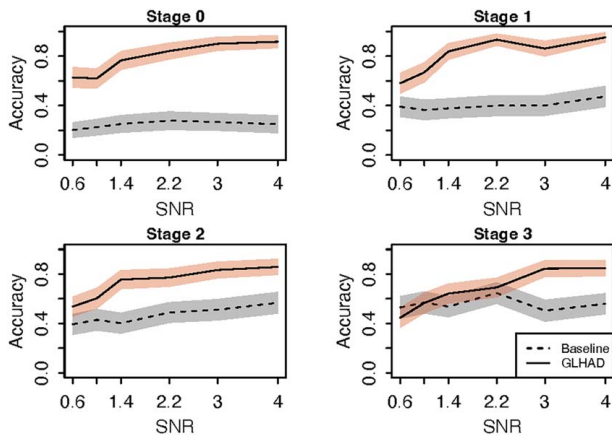 Stage 0
Accuracy
0.0 0.4 0.8
0.6 1.4 2.2 3 4
SNR
Stage 1
Accuracy
0.0 0.4 0.8
0.6 1.4 2.2 3 4
SNR
Stage 2
Accuracy
0.0 0.4 0.8
0.6 1.4 2.2 3 4
SNR
Stage 3
Accuracy
0.0 0.4 0.8
0.6 1.4 2.2 3 4
SNR
Baseline
GLHAD